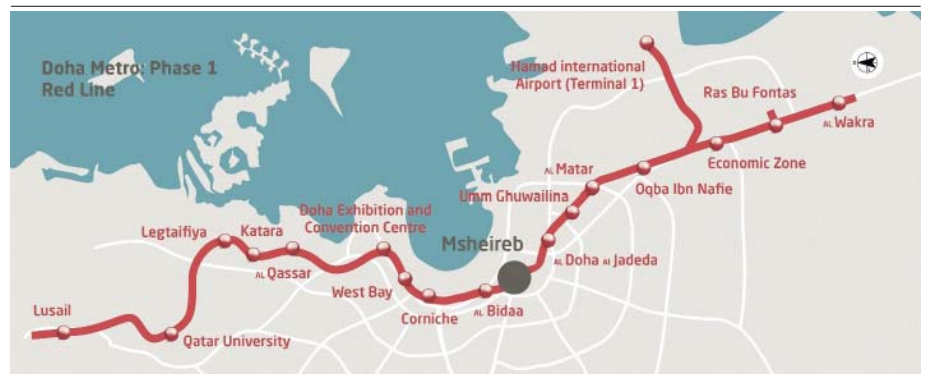 Doha Metro: Phase 1
Red Line
Hamad international
Airport (Terminal 1)
Ras Bu Fontas
AL Wakra
Economic Zone
Oqba Ibn Nafie
AL Matar
Umm Ghuwailina
AL Doha Al Jadeda
Msheireb
AL Bidaa
Corniche
West Bay
Doha Exhibition and
Convention Centre
AL Qassar
Katara
Legtaifiya
Qatar University
Lusail